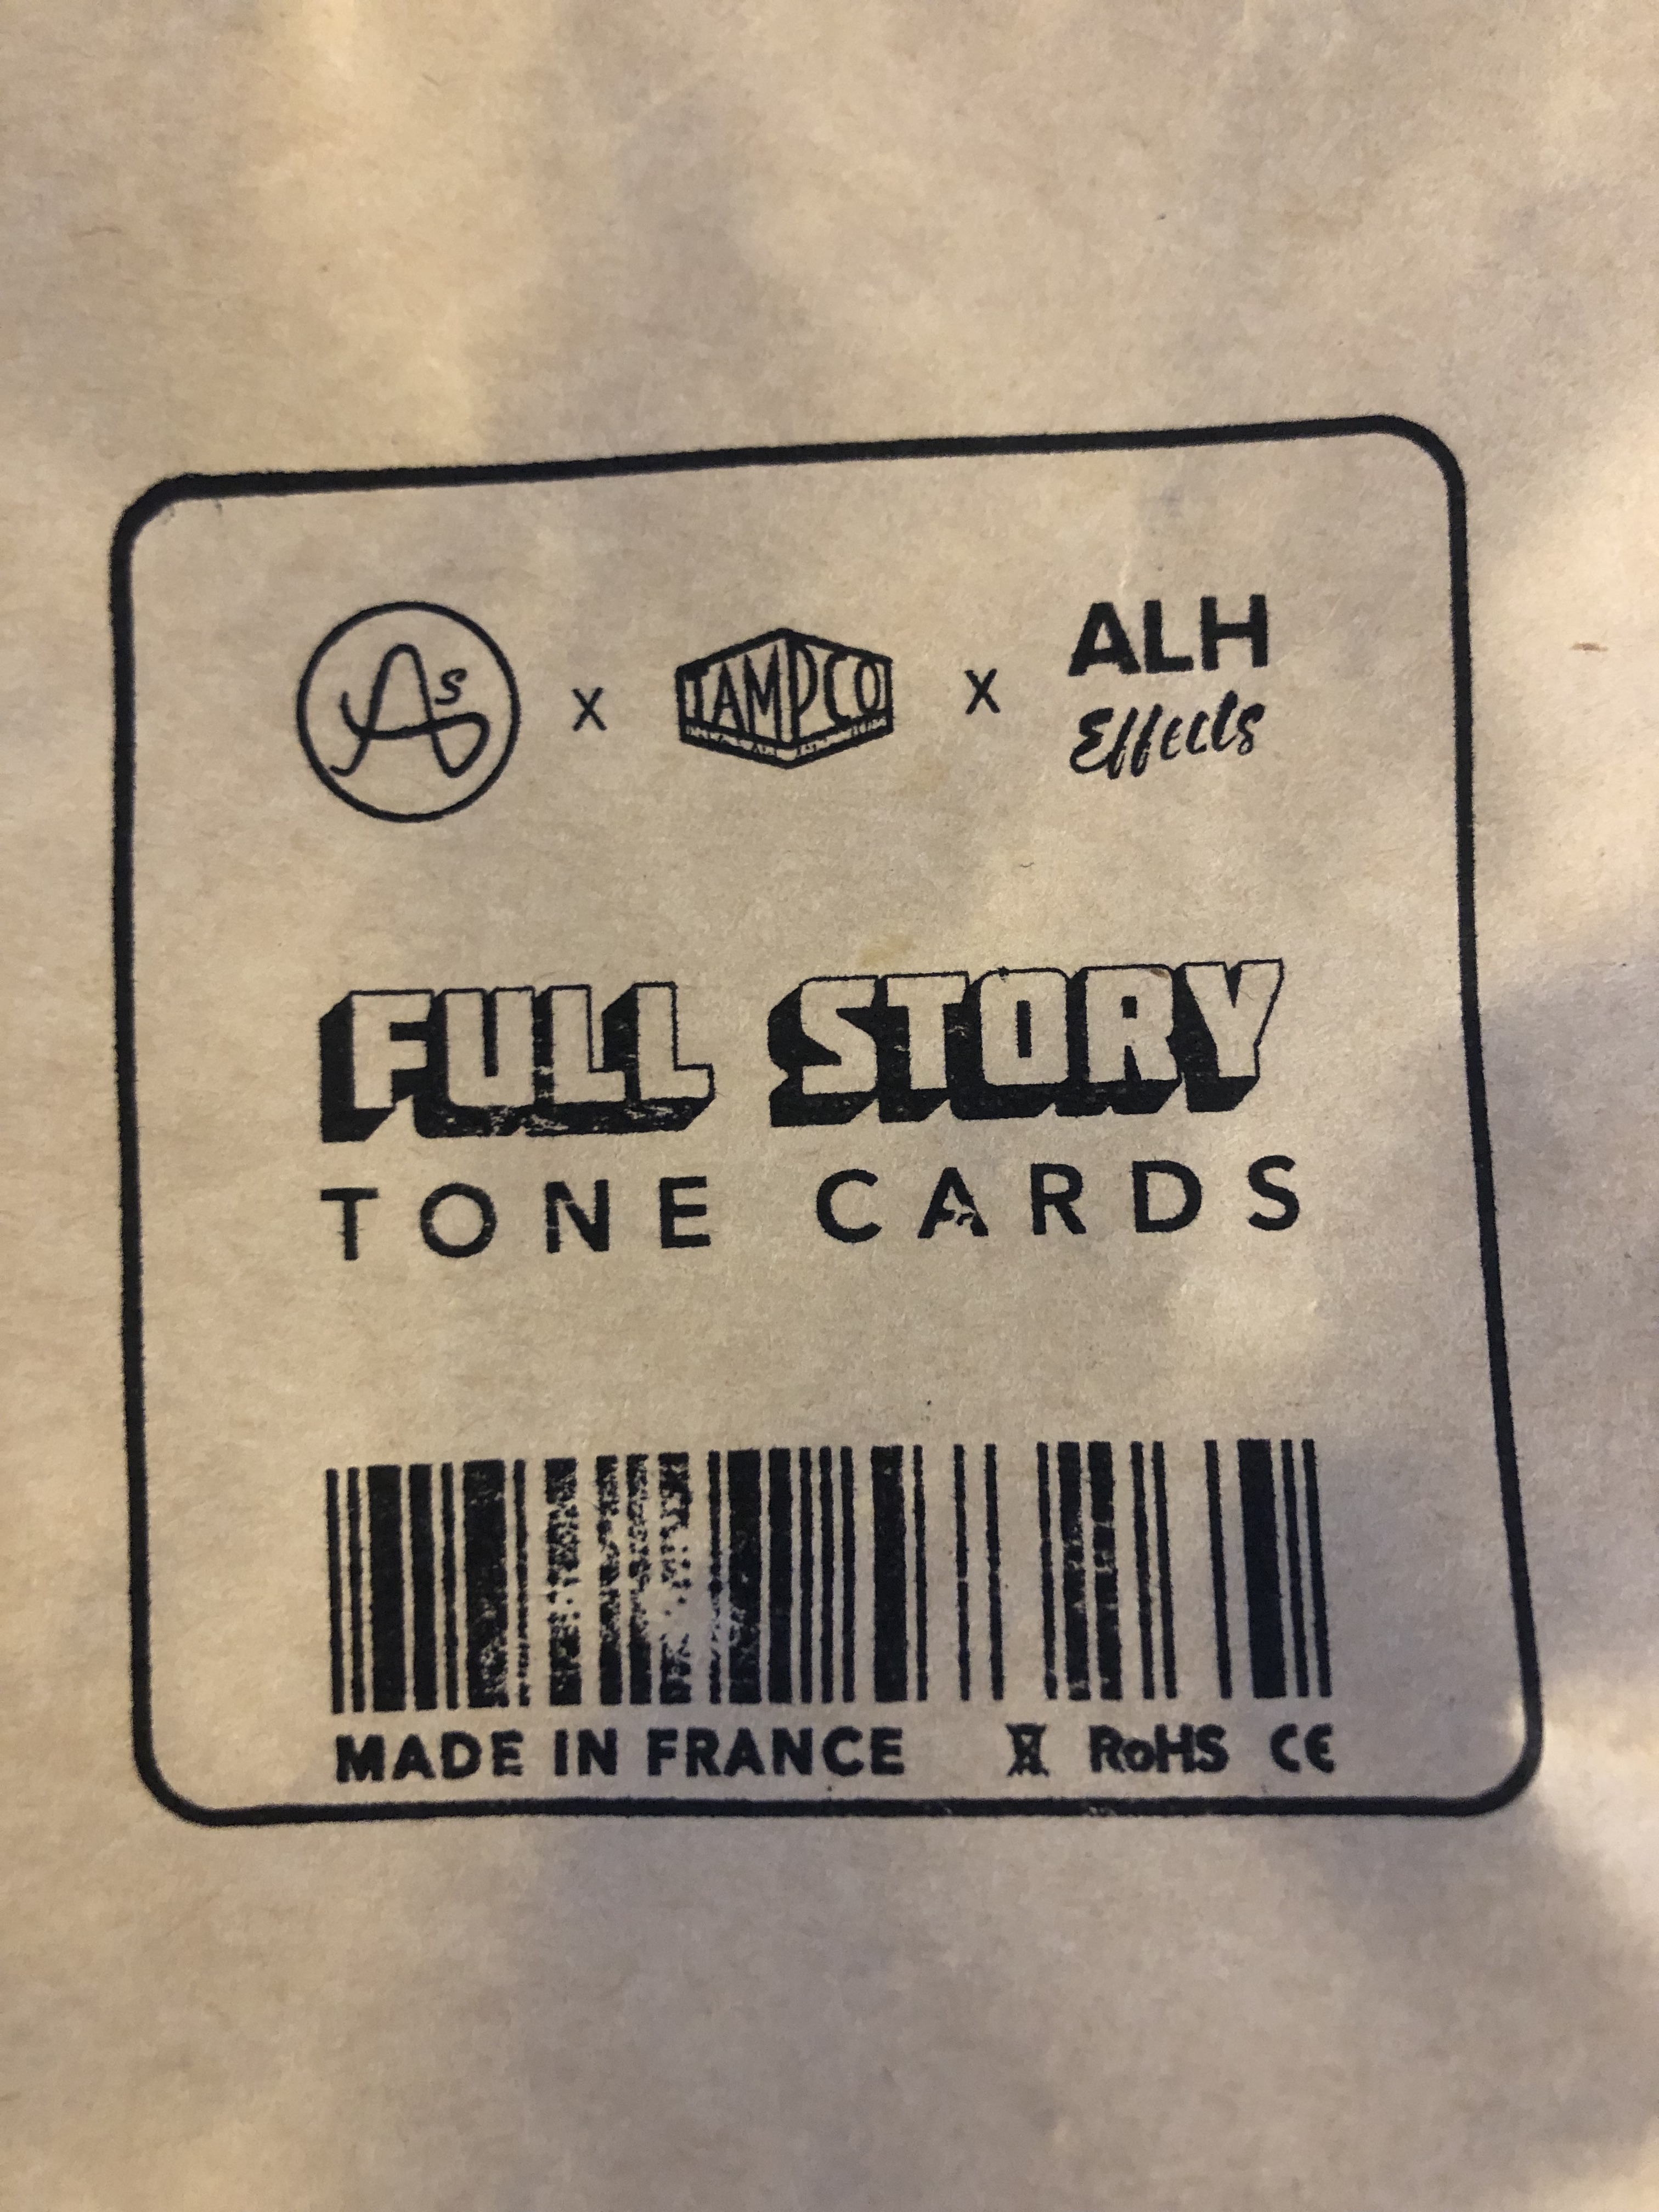 As x TAMPCO x ALH
Effects
FULL STORY
TONE CARDS
MADE IN FRANCE RoHS CE